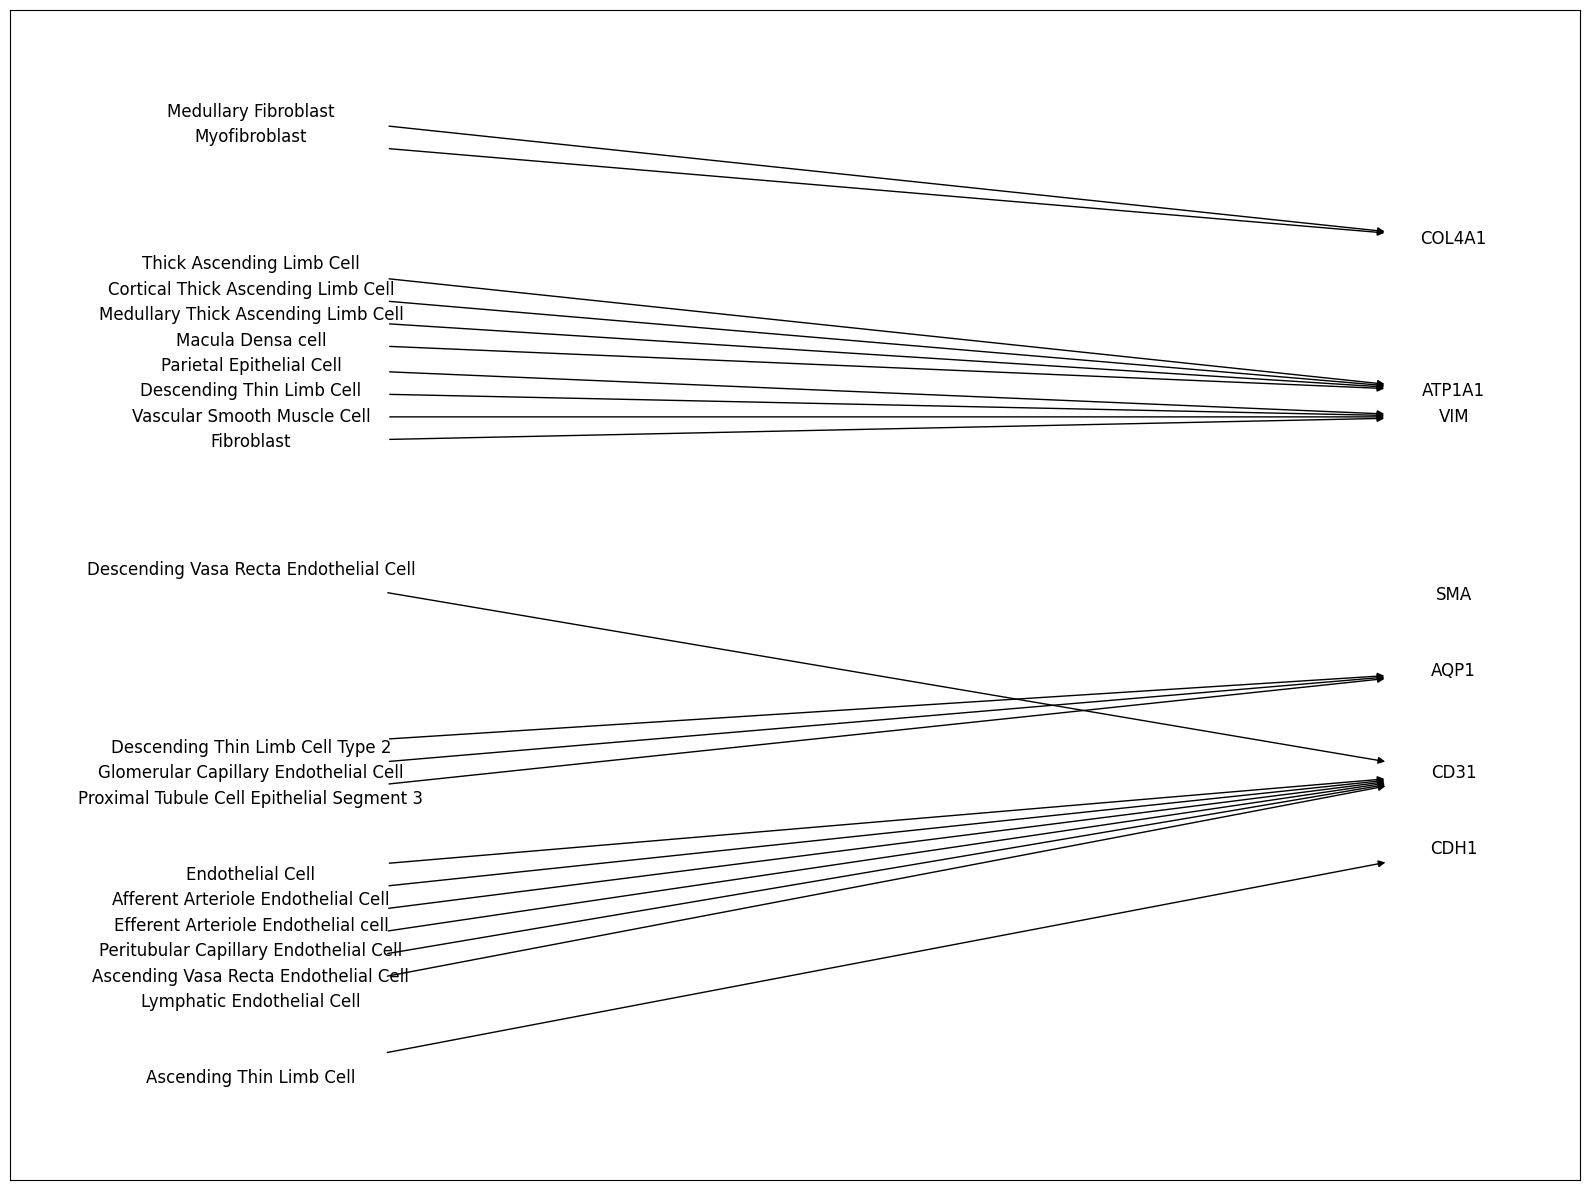 Medullary Fibroblast
Myofibroblast
Thick Ascending Limb Cell
Cortical Thick Ascending Limb Cell
Medullary Thick Ascending Limb Cell
Macula Densa cell
Parietal Epithelial Cell
Descending Thin Limb Cell
Vascular Smooth Muscle Cell
Fibroblast
Descending Vasa Recta Endothelial Cell
Descending Thin Limb Cell Type 2
Glomerular Capillary Endothelial Cell
Proximal Tubule Cell Epithelial Segment 3
Endothelial Cell
Afferent Arteriole Endothelial Cell
Efferent Arteriole Endothelial cell
Peritubular Capillary Endothelial Cell
Ascending Vasa Recta Endothelial Cell
Lymphatic Endothelial Cell
Ascending Thin Limb Cell
COL4A1
ATP1A1
VIM
SMA
AQP1
CD31
CDH1